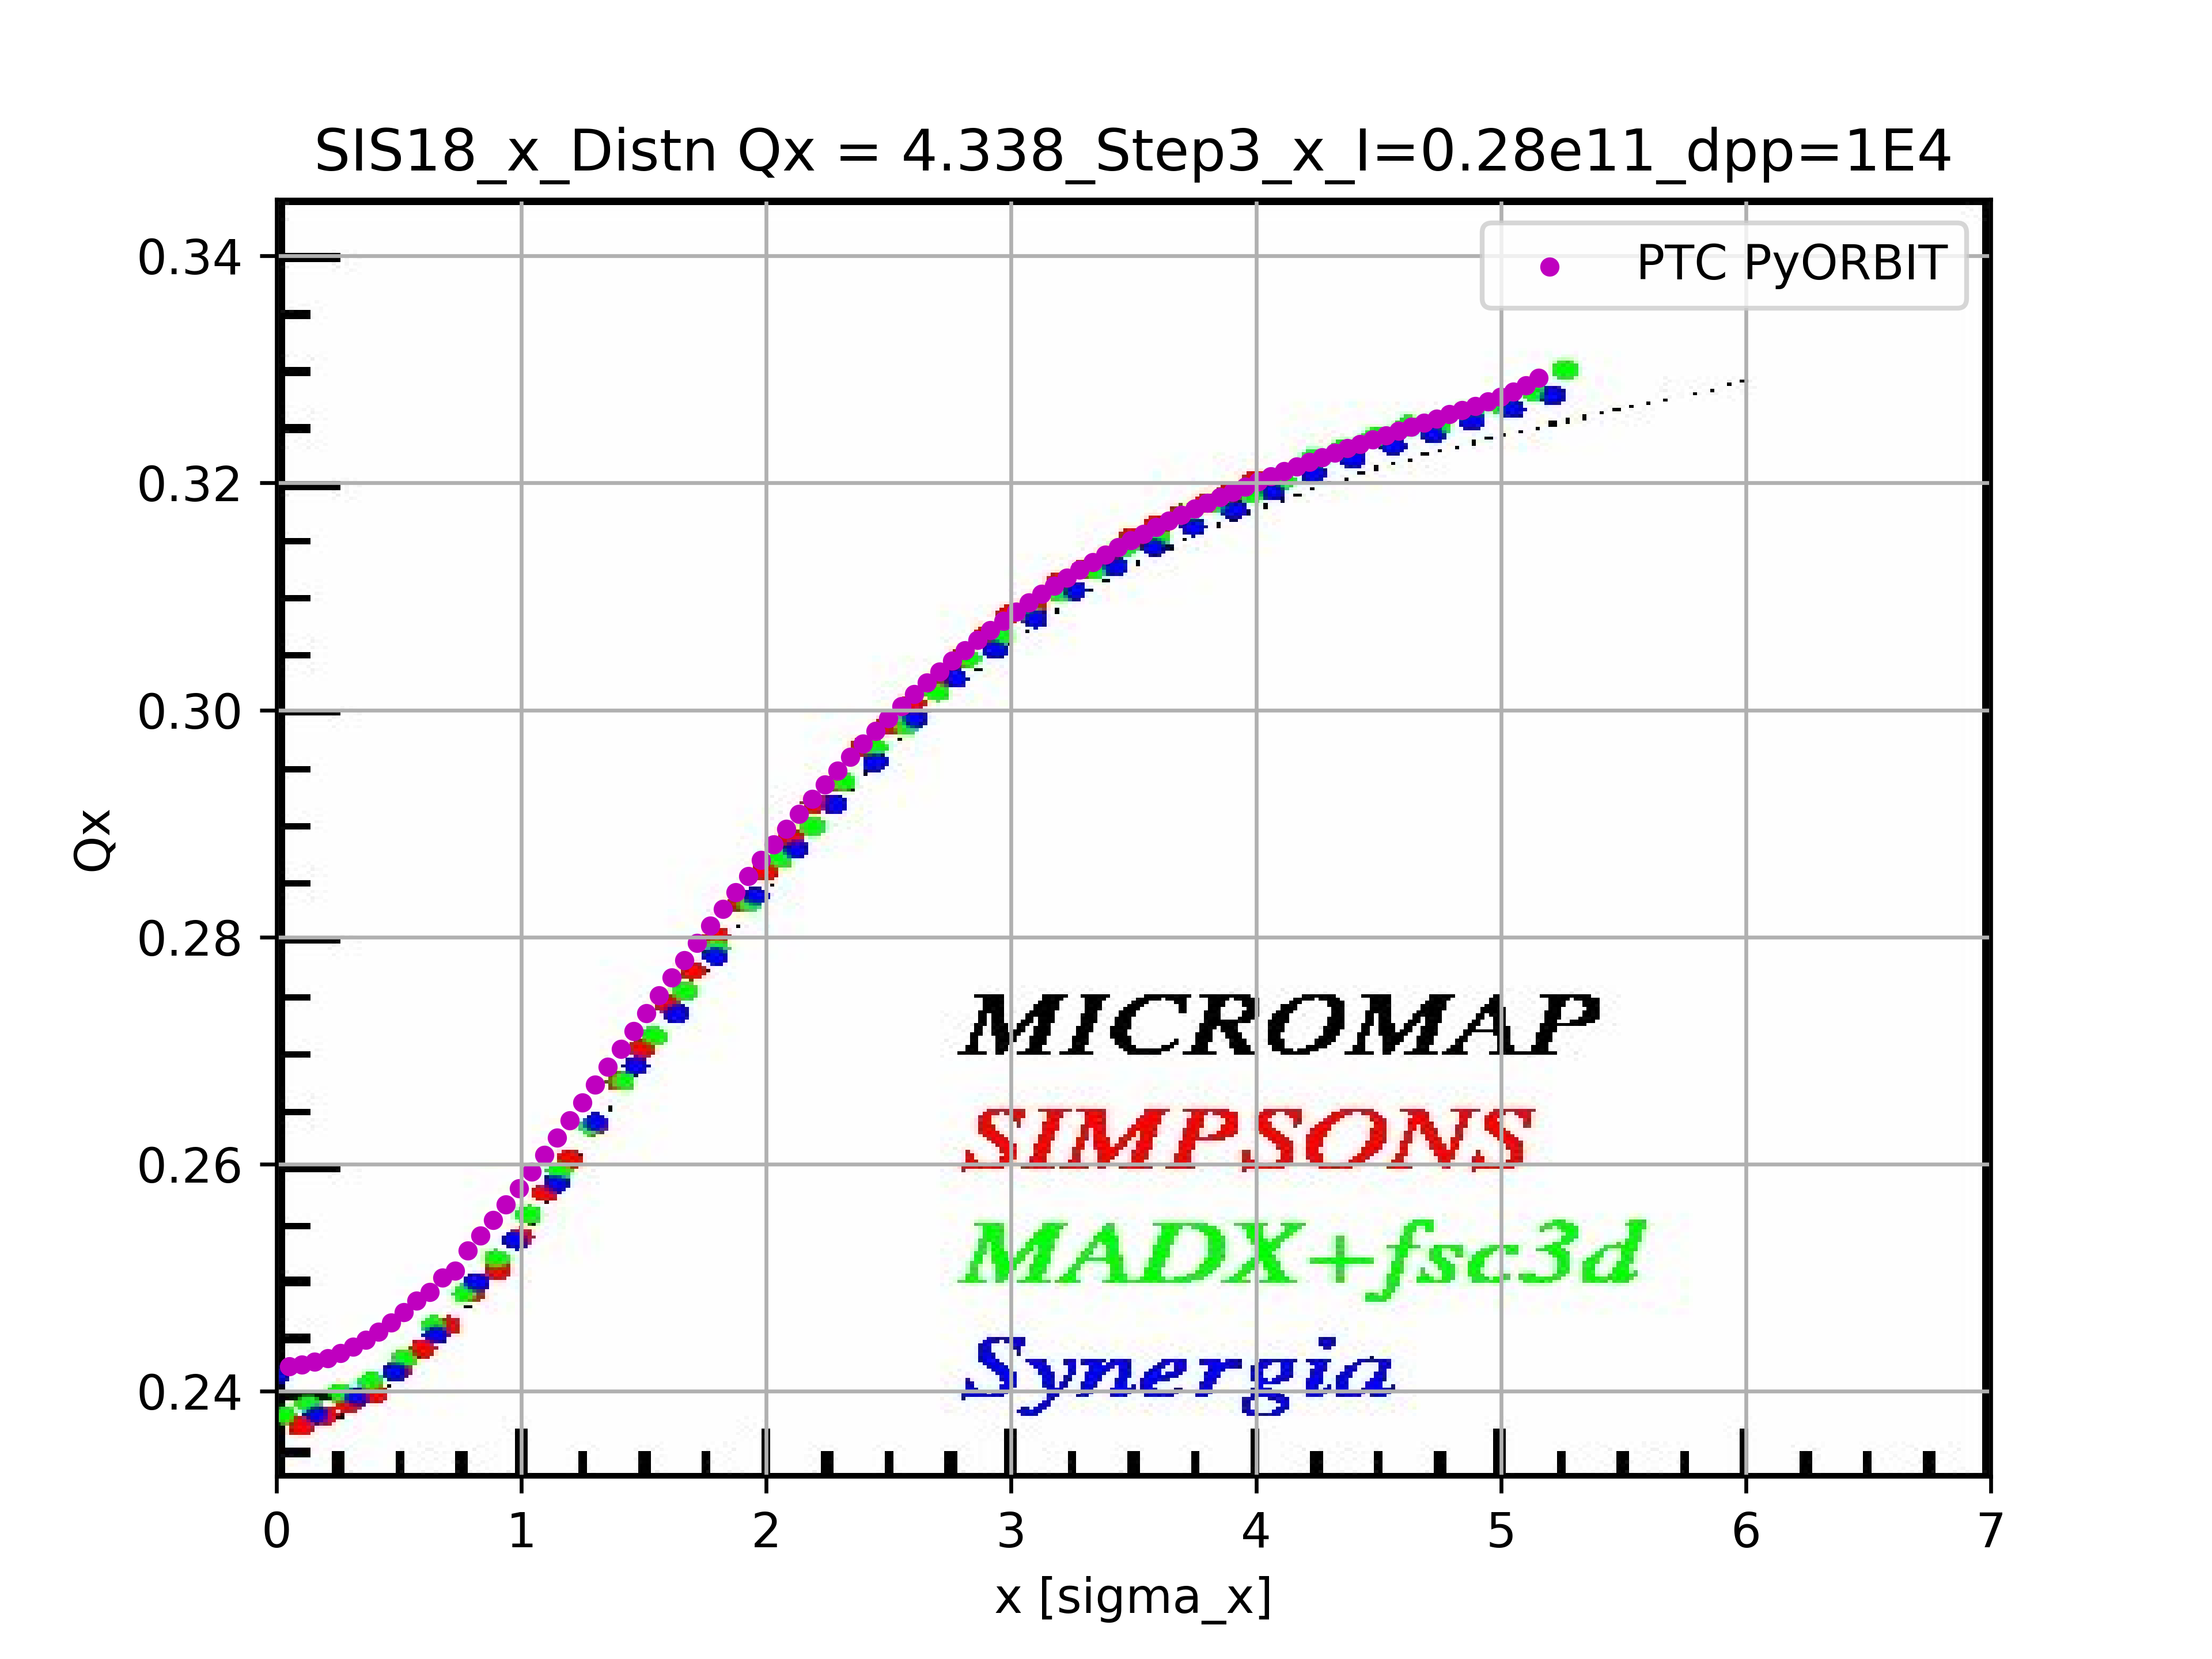 SIS18_x_Distn Qx = 4.338_Step3_x_I=0.28e11_dpp=1E4
PTC PyORBIT
0.34
0.32
0.30
0.28
0.26
0.24
Qx
MICROMAP
SIMPSONS
MADX+fsc3d
Synergia
0 1 2 3 4 5 6 7
x [sigma_x]